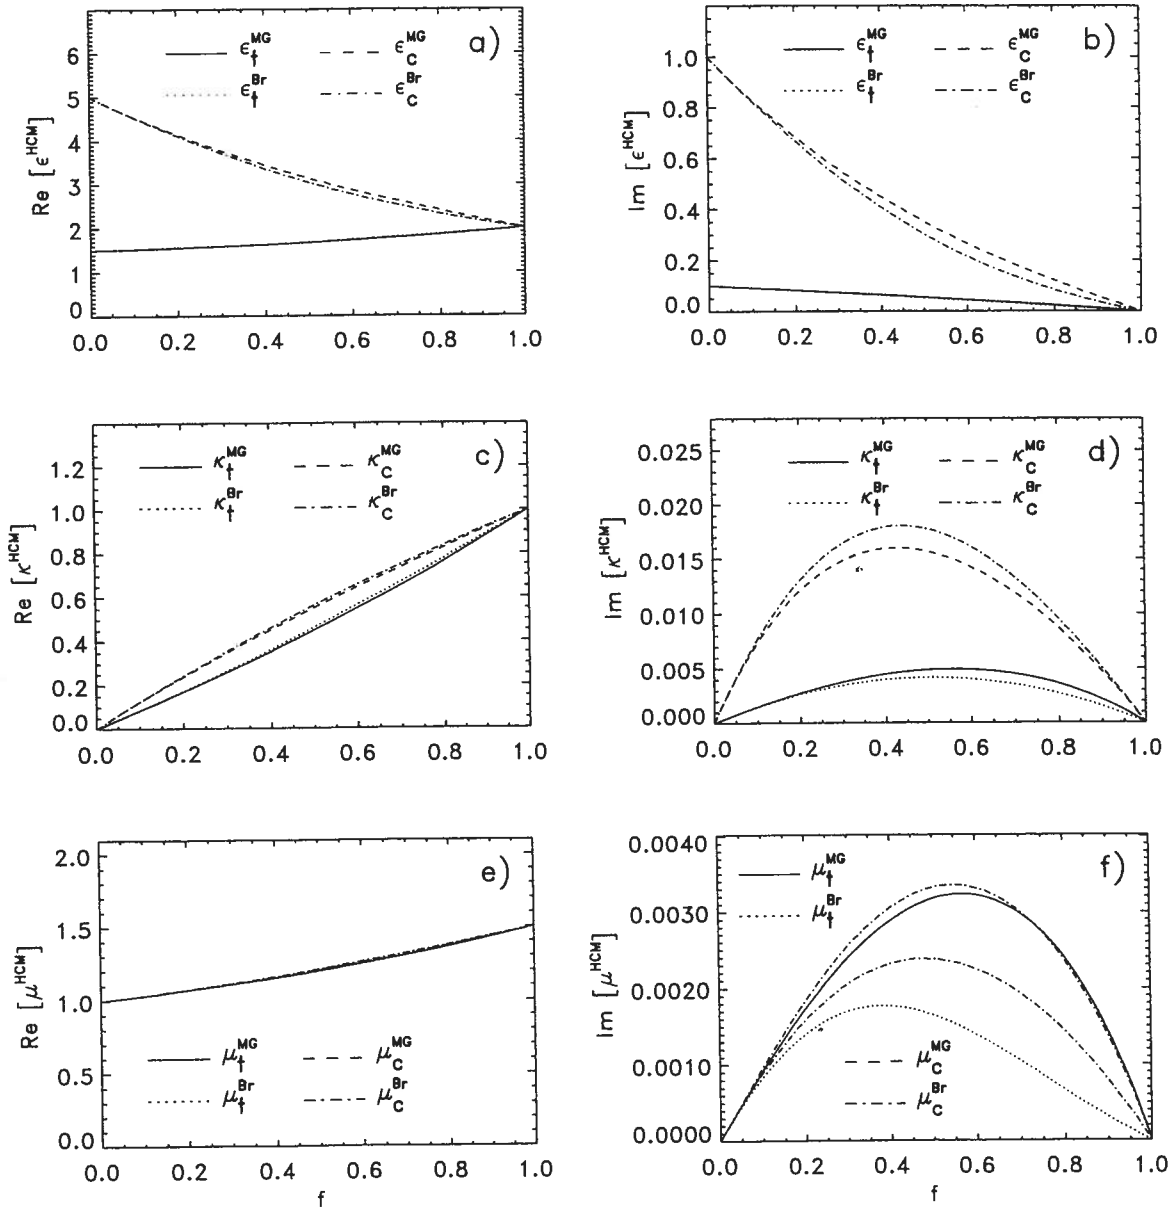 a)
ϵ_t^MG ϵ_C^MG
ϵ_t^Br ϵ_C^Br
Re [ϵ^HCM]
6
5
4
3
2
1
0
0.0 0.2 0.4 0.6 0.8 1.0
b)
ϵ_t^MG ϵ_C^MG
ϵ_t^Br ϵ_C^Br
Im [ϵ^HCM]
1.0
0.8
0.6
0.4
0.2
0.0
0.0 0.2 0.4 0.6 0.8 1.0
c)
κ_t^MG κ_C^MG
κ_t^Br κ_C^Br
Re [κ^HCM]
1.2
1.0
0.8
0.6
0.4
0.2
0.0
0.0 0.2 0.4 0.6 0.8 1.0
d)
κ_t^MG κ_C^MG
κ_t^Br κ_C^Br
Im [κ^HCM]
0.025
0.020
0.015
0.010
0.005
0.000
0.0 0.2 0.4 0.6 0.8 1.0
e)
Re [μ^HCM]
2.0
1.5
1.0
0.5
0.0
μ_t^MG μ_C^MG
μ_t^Br μ_C^Br
0.0 0.2 0.4 0.6 0.8 1.0
f
f)
μ_t^MG
μ_t^Br
Im [μ^HCM]
0.0040
0.0030
0.0020
0.0010
0.0000
μ_C^MG
μ_C^Br
0.0 0.2 0.4 0.6 0.8 1.0
f